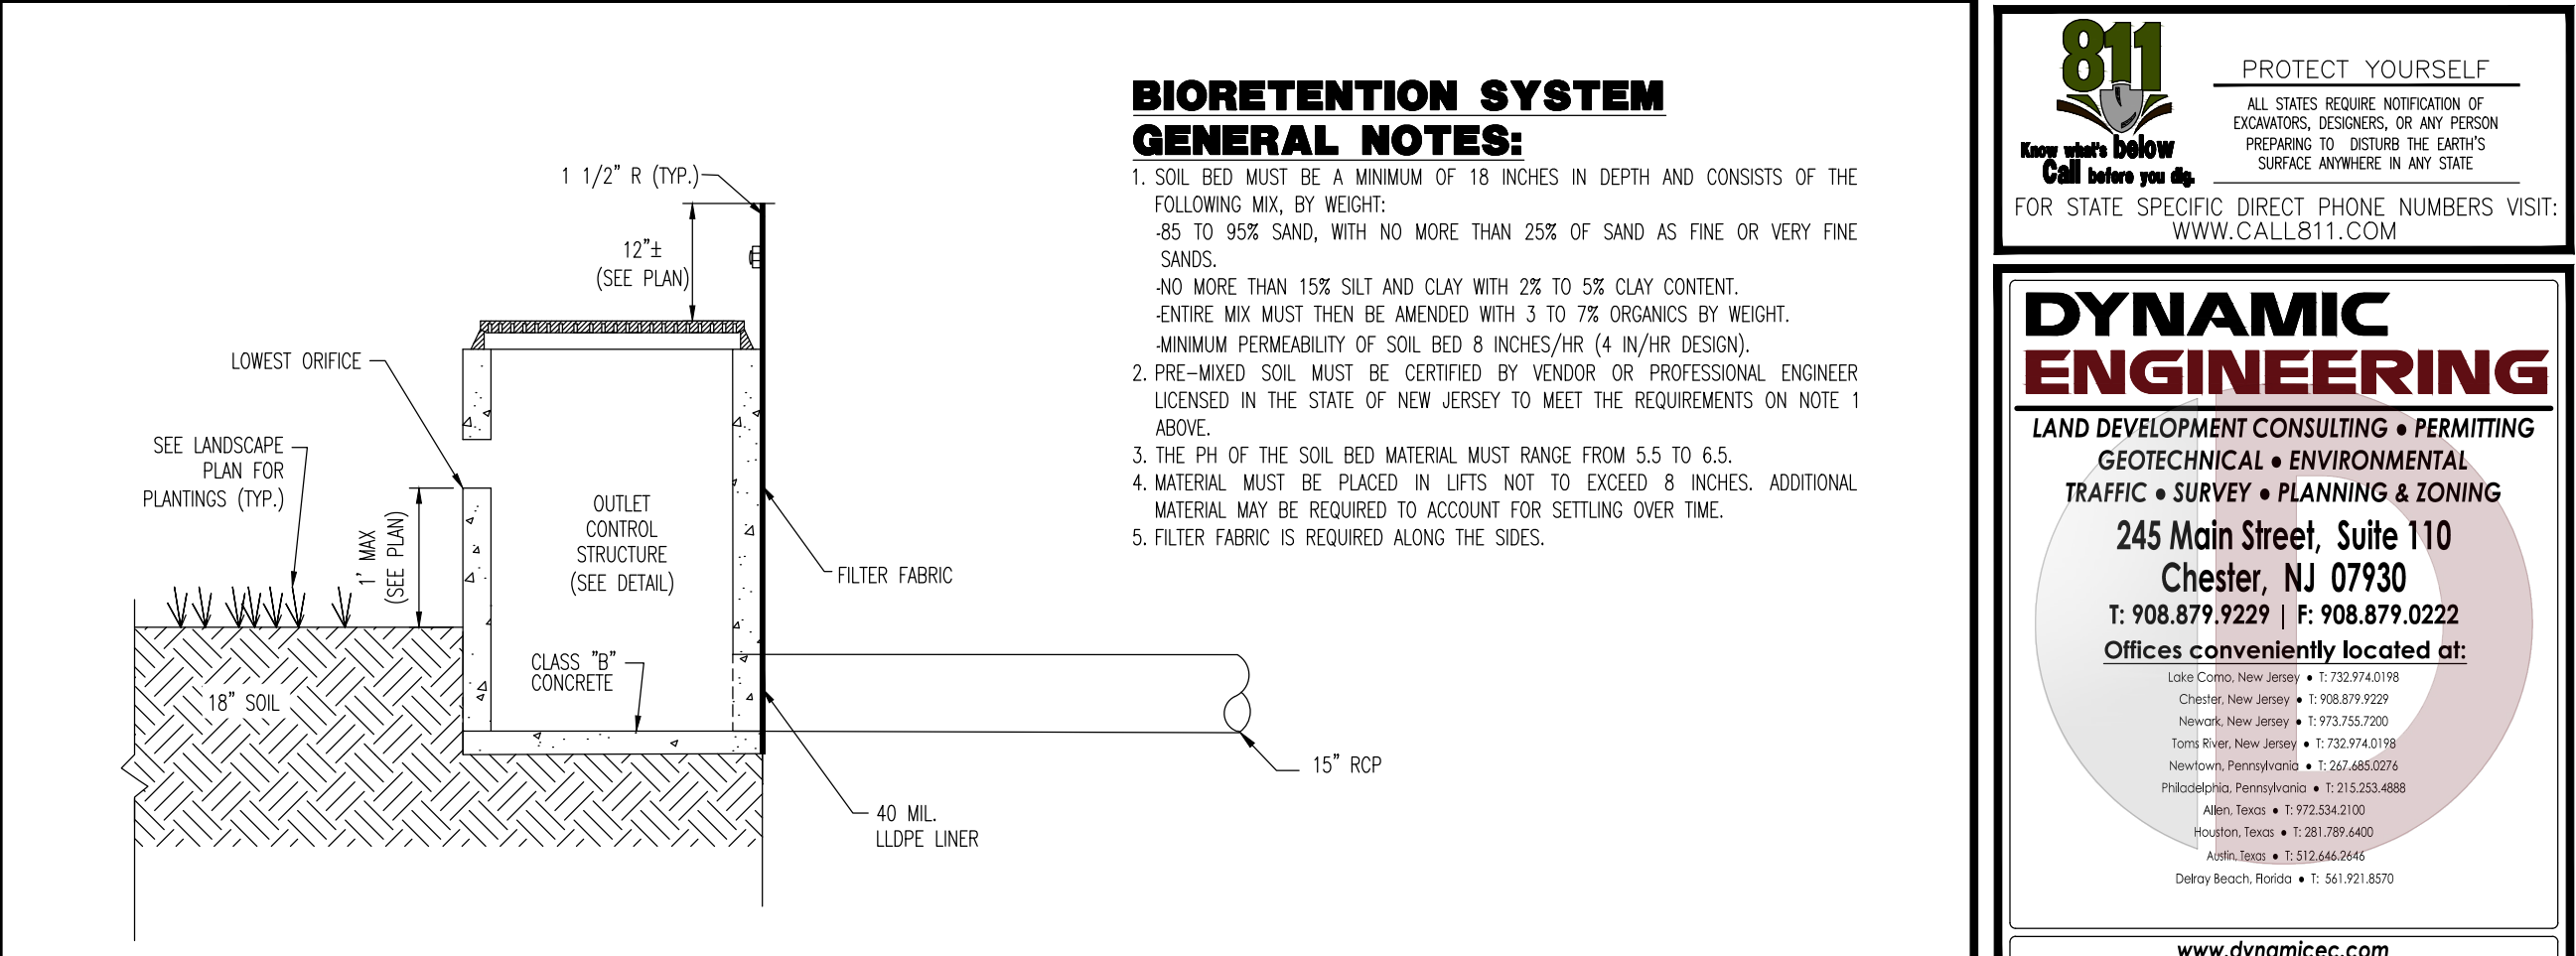 1 1/2" R (TYP.)
12"±
(SEE PLAN)
LOWEST ORIFICE
SEE LANDSCAPE
PLAN FOR
PLANTINGS (TYP.)
1' MAX
(SEE PLAN)
OUTLET
CONTROL
STRUCTURE
(SEE DETAIL)
FILTER FABRIC
CLASS "B"
CONCRETE
18" SOIL
15" RCP
40 MIL.
LLDPE LINER
BIORETENTION SYSTEM
GENERAL NOTES:
1. SOIL BED MUST BE A MINIMUM OF 18 INCHES IN DEPTH AND CONSISTS OF THE
FOLLOWING MIX, BY WEIGHT:
-85 TO 95% SAND, WITH NO MORE THAN 25% OF SAND AS FINE OR VERY FINE
SANDS.
-NO MORE THAN 15% SILT AND CLAY WITH 2% TO 5% CLAY CONTENT.
-ENTIRE MIX MUST THEN BE AMENDED WITH 3 TO 7% ORGANICS BY WEIGHT.
-MINIMUM PERMEABILITY OF SOIL BED 8 INCHES/HR (4 IN/HR DESIGN).
2. PRE-MIXED SOIL MUST BE CERTIFIED BY VENDOR OR PROFESSIONAL ENGINEER
LICENSED IN THE STATE OF NEW JERSEY TO MEET THE REQUIREMENTS ON NOTE 1
ABOVE.
3. THE PH OF THE SOIL BED MATERIAL MUST RANGE FROM 5.5 TO 6.5.
4. MATERIAL MUST BE PLACED IN LIFTS NOT TO EXCEED 8 INCHES. ADDITIONAL
MATERIAL MAY BE REQUIRED TO ACCOUNT FOR SETTLING OVER TIME.
5. FILTER FABRIC IS REQUIRED ALONG THE SIDES.
811
Know what's below
Call before you dig.
PROTECT YOURSELF
ALL STATES REQUIRE NOTIFICATION OF
EXCAVATORS, DESIGNERS, OR ANY PERSON
PREPARING TO DISTURB THE EARTH'S
SURFACE ANYWHERE IN ANY STATE
FOR STATE SPECIFIC DIRECT PHONE NUMBERS VISIT:
WWW.CALL811.COM
DYNAMIC
ENGINEERING
LAND DEVELOPMENT CONSULTING ● PERMITTING
GEOTECHNICAL ● ENVIRONMENTAL
TRAFFIC ● SURVEY ● PLANNING & ZONING
245 Main Street, Suite 110
Chester, NJ 07930
T: 908.879.9229 | F: 908.879.0222
Offices conveniently located at:
Lake Como, New Jersey ● T: 732.974.0198
Chester, New Jersey ● T: 908.879.9229
Newark, New Jersey ● T: 973.755.7200
Toms River, New Jersey ● T: 732.974.0198
Newtown, Pennsylvania ● T: 267.685.0276
Philadelphia, Pennsylvania ● T: 215.253.4888
Allen, Texas ● T: 972.534.2100
Houston, Texas ● T: 281.789.6400
Austin, Texas ● T: 512.646.2646
Delray Beach, Florida ● T: 561.921.8570
www.dynamicec.com